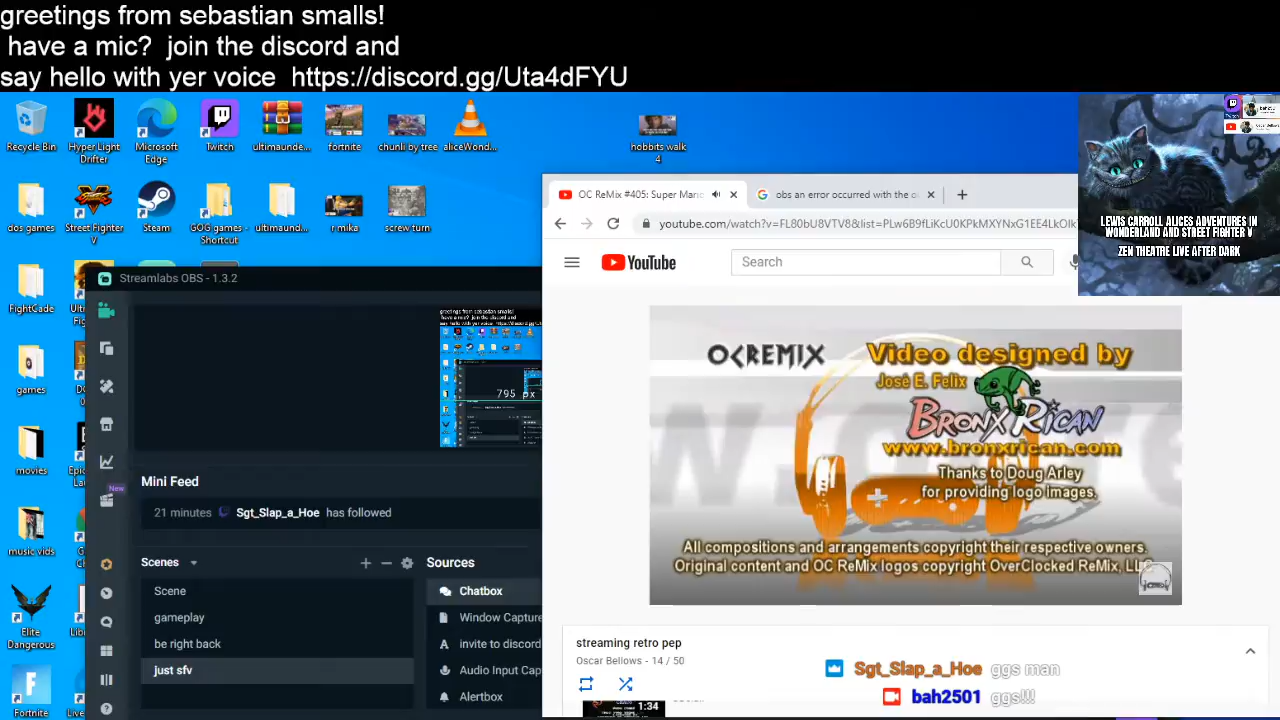 greetings from sebastian smalls!
have a mic? join the discord and
say hello with yer voice https://discord.gg/Uta4dFYU
Recycle Bin
Hyper Light Drifter
Microsoft Edge
Twitch
ultimaunde...
fortnite
chunli by tree
aliceWond...
hobbits walk 4
dos games
Street Fighter V
Steam
GOG games - Shortcut
ultimaund...
r mika
screw turn
FightCade
games
movies
music vids
Elite Dangerous
Fortnite
Streamlabs OBS - 1.3.2
795 px
Mini Feed
New
21 minutes Sgt_Slap_a_Hoe has followed
Scenes
Sources
Scene
gameplay
be right back
just sfv
Chatbox
Window Capture
invite to discord
Audio Input Cap
Alertbox
OC ReMix #405: Super Mario
obs an error occurred with the o
youtube.com/watch?v=FL80bU8VTV8&list=PLw6B9fLiKcU0KPkMXYNxG1EE4LkOlk
YouTube
Search
LEWIS CARROLL ALICES ADVENTURES IN
WONDERLAND AND STREET FIGHTER V
ZEN THEATRE LIVE AFTER DARK
OCREMIX
Video designed by
Jose E. Felix
BRONX RICAN
www.bronxrican.com
Thanks to Doug Arley
for providing logo images.
All compositions and arrangements copyright their respective owners.
Original content and OC ReMix logos copyright OverClocked ReMix, LLC
streaming retro pep
Oscar Bellows - 14 / 50
1:34
Sgt_Slap_a_Hoe ggs man
bah2501 ggs!!!